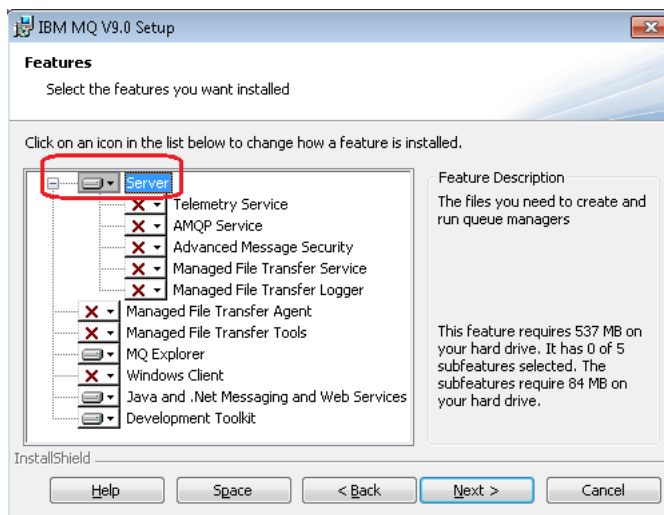 IBM MQ V9.0 Setup
Features
Select the features you want installed
Click on an icon in the list below to change how a feature is installed.
Server
Telemetry Service
AMQP Service
Advanced Message Security
Managed File Transfer Service
Managed File Transfer Logger
Managed File Transfer Agent
Managed File Transfer Tools
MQ Explorer
Windows Client
Java and .Net Messaging and Web Services
Development Toolkit
Feature Description
The files you need to create and
run queue managers
This feature requires 537 MB on
your hard drive. It has 0 of 5
subfeatures selected. The
subfeatures require 84 MB on
your hard drive.
InstallShield
Help
Space
< Back
Next >
Cancel